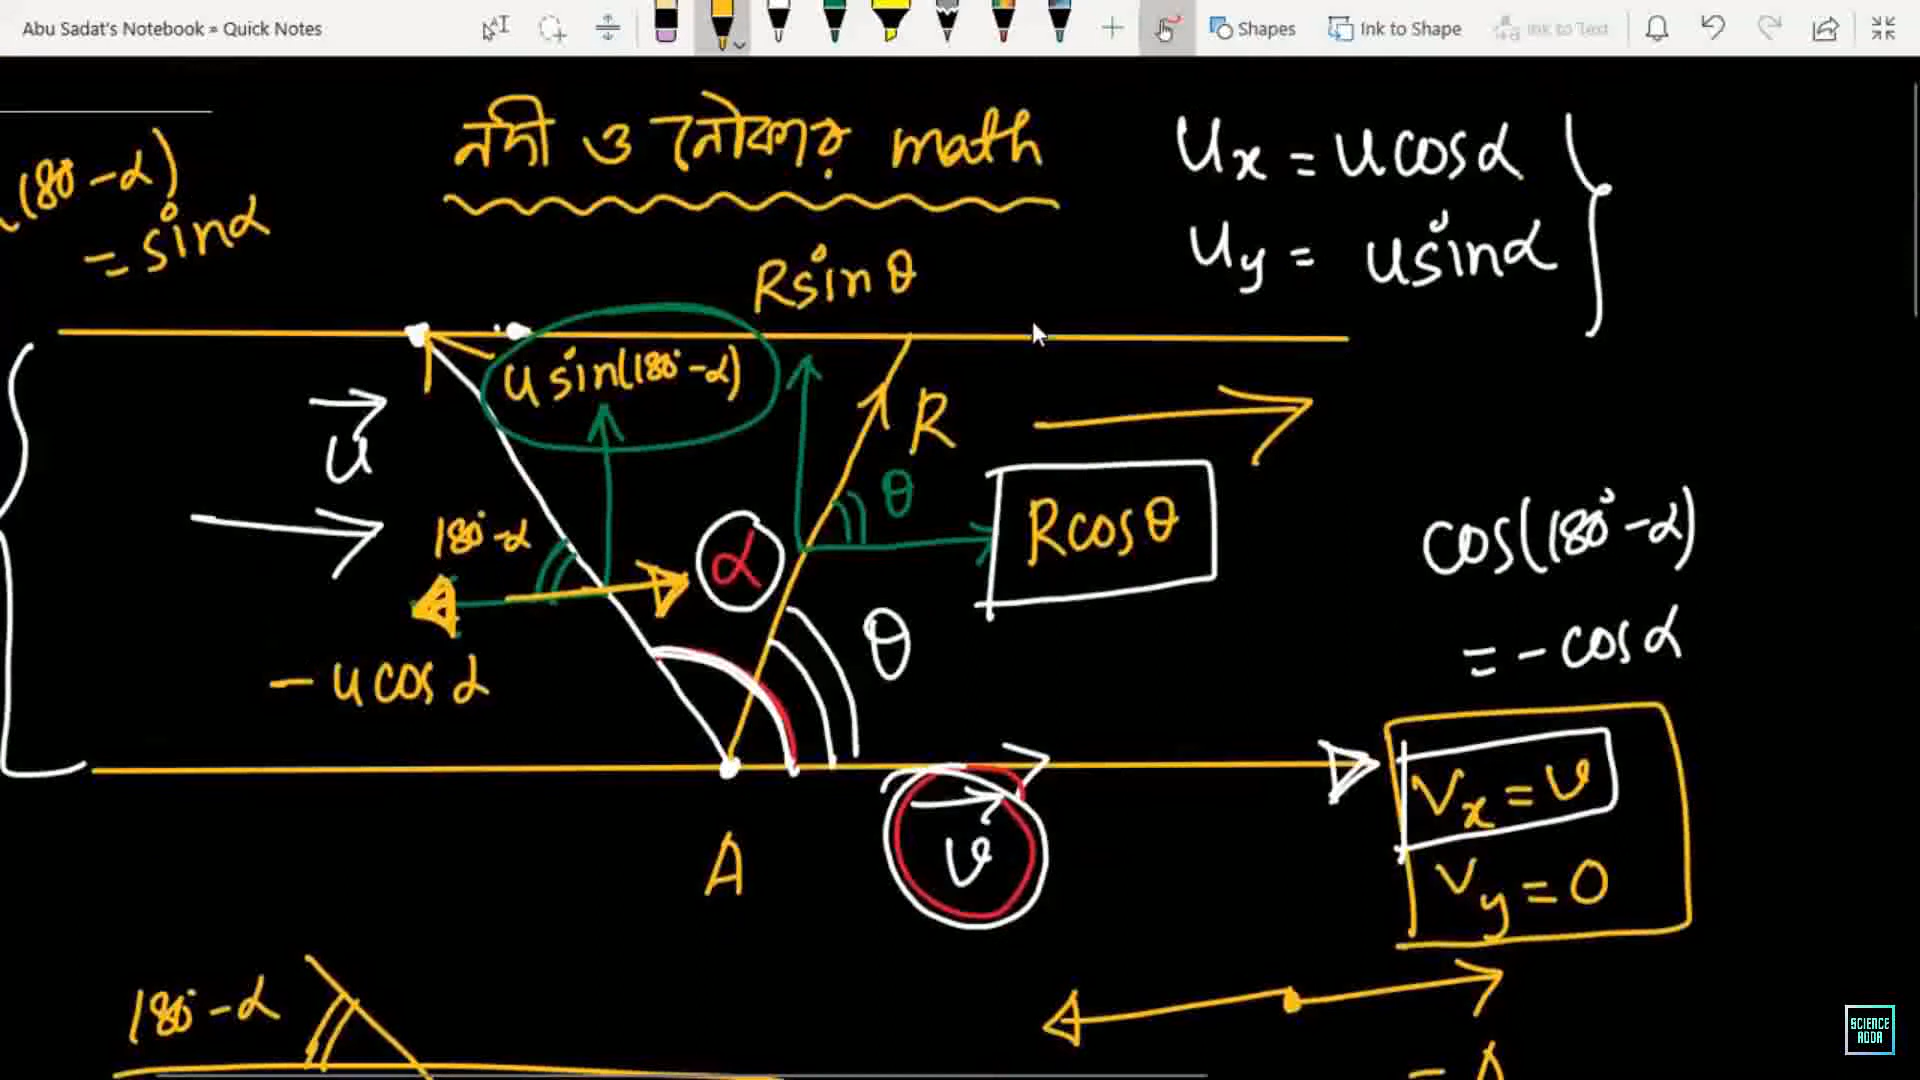 Abu Sadat's Notebook » Quick Notes
Shapes
Ink to Shape
Ink to Text
নদী ও নৌকার math
(180°-α)
= sinα
Ux = u cosα
Uy = u sinα
R sinθ
u sin(180°-α)
u
R
θ
180°-α
α
R cosθ
cos(180°-α)
= - cosα
θ
- u cosα
Vx = v
Vy = 0
v
A
180°-α
SCIENCE
ADDA